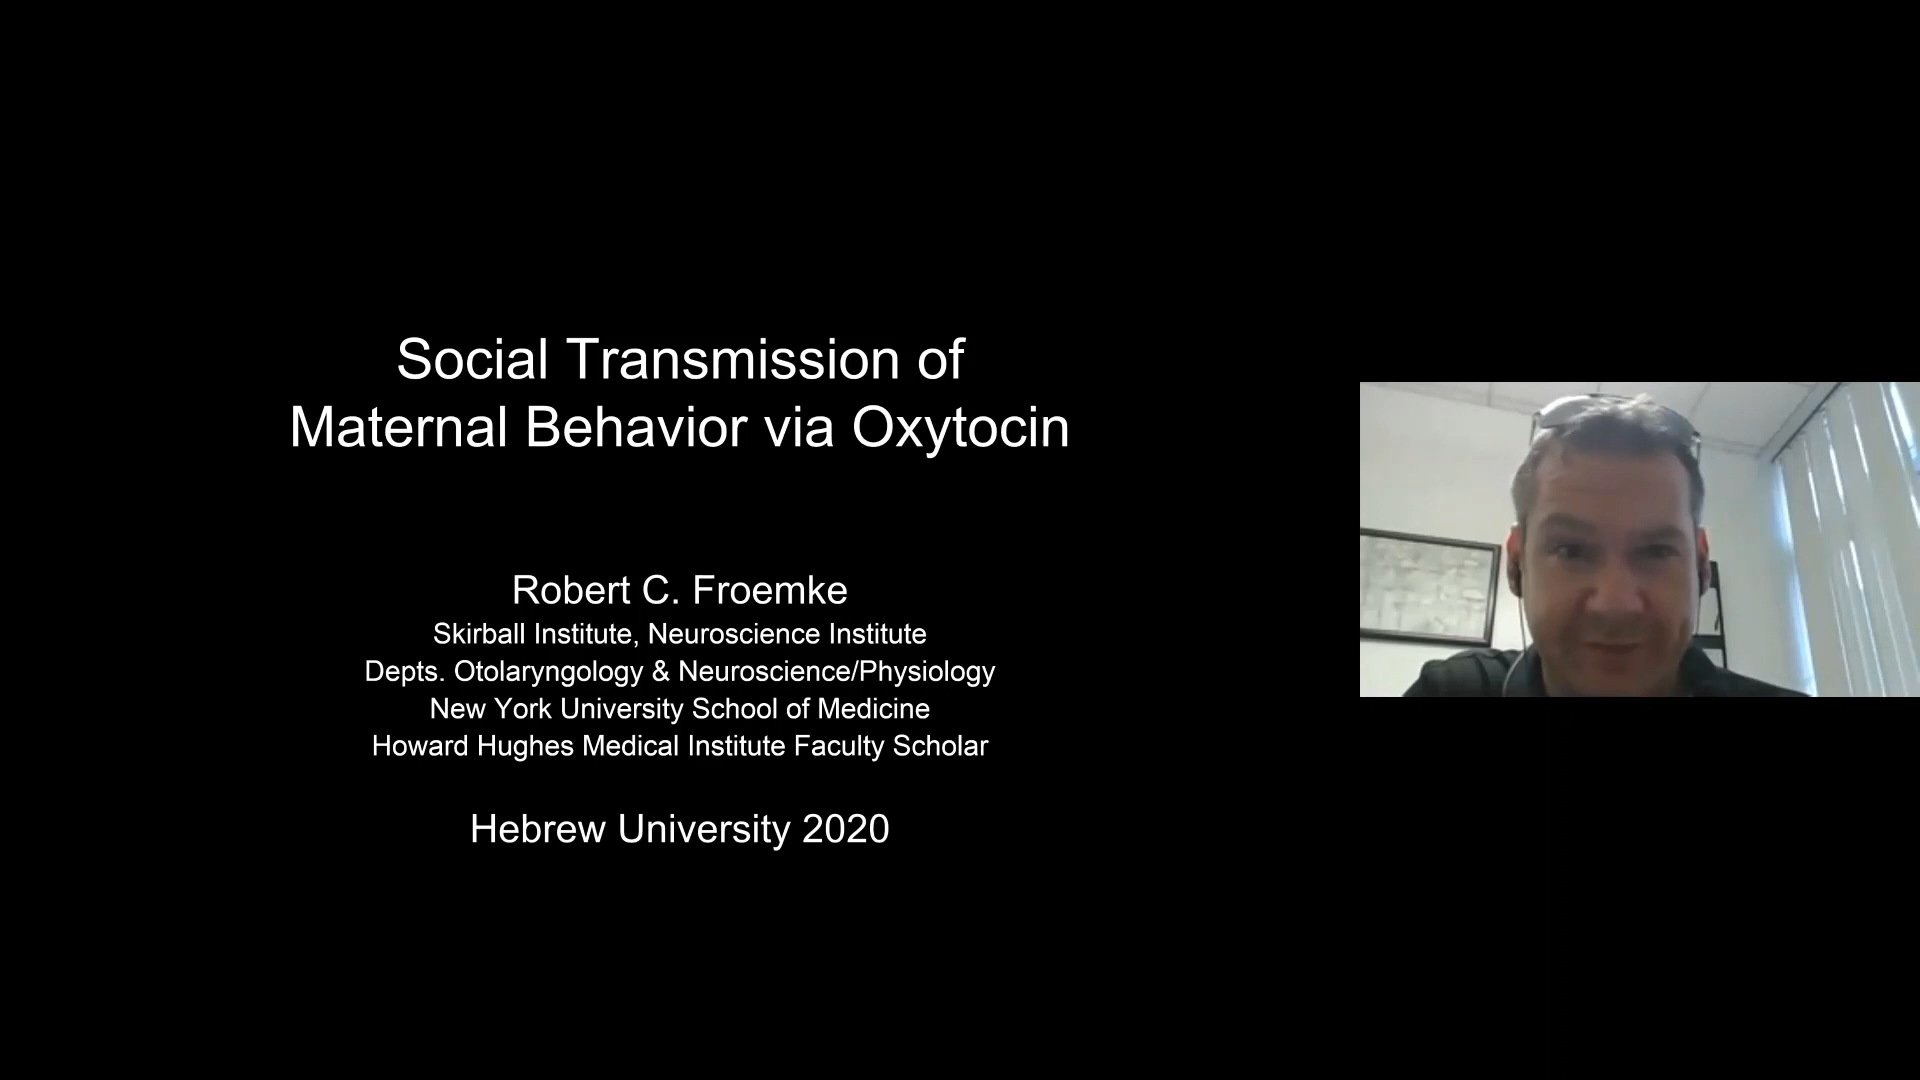 Social Transmission of
Maternal Behavior via Oxytocin
Robert C. Froemke
Skirball Institute, Neuroscience Institute
Depts. Otolaryngology & Neuroscience/Physiology
New York University School of Medicine
Howard Hughes Medical Institute Faculty Scholar
Hebrew University 2020